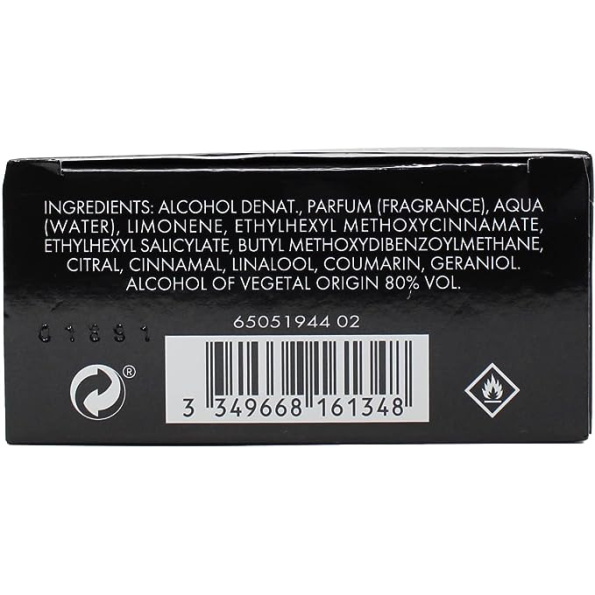 INGREDIENTS: ALCOHOL DENAT., PARFUM (FRAGRANCE), AQUA
(WATER), LIMONENE, ETHYLHEXYL METHOXYCINNAMATE,
ETHYLHEXYL SALICYLATE, BUTYL METHOXYDIBENZOYLMETHANE,
CITRAL, CINNAMAL, LINALOOL, COUMARIN, GERANIOL.
ALCOHOL OF VEGETAL ORIGIN 80% VOL.
65051944 02
®
3 349668 161348